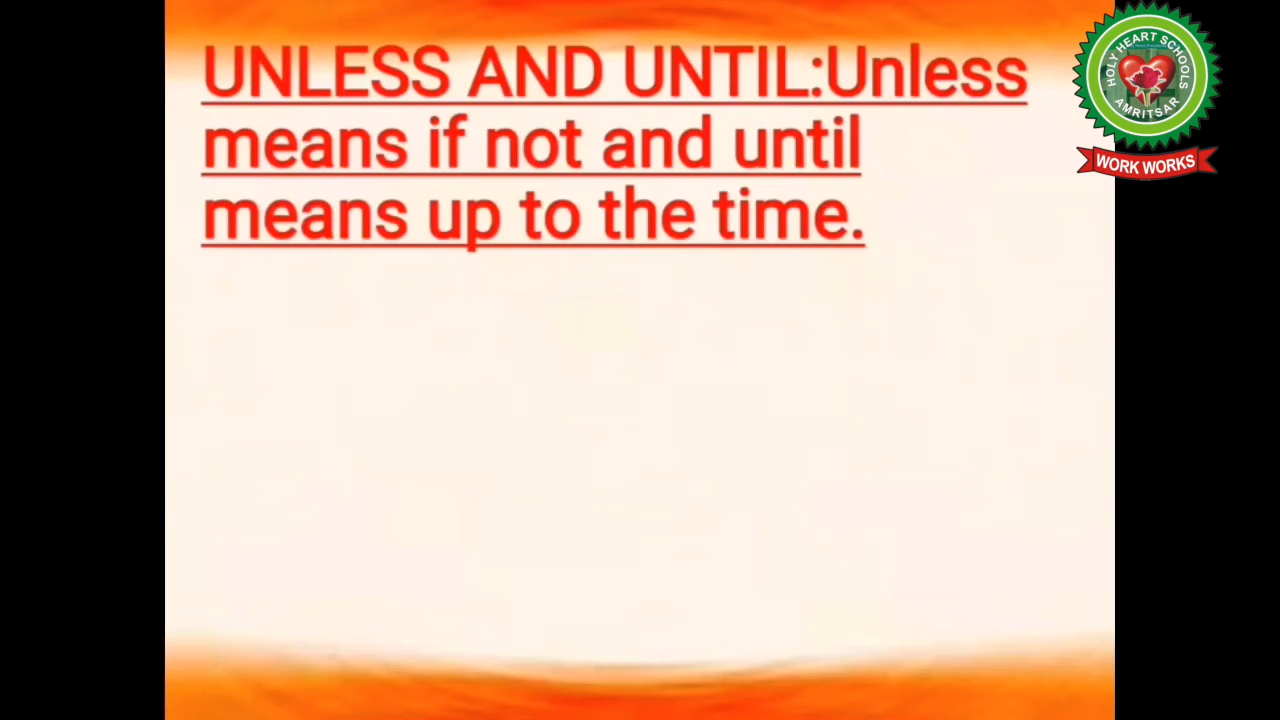 UNLESS AND UNTIL:Unless
means if not and until
means up to the time.
HOLY HEART SCHOOLS
AMRITSAR
WORK WORKS